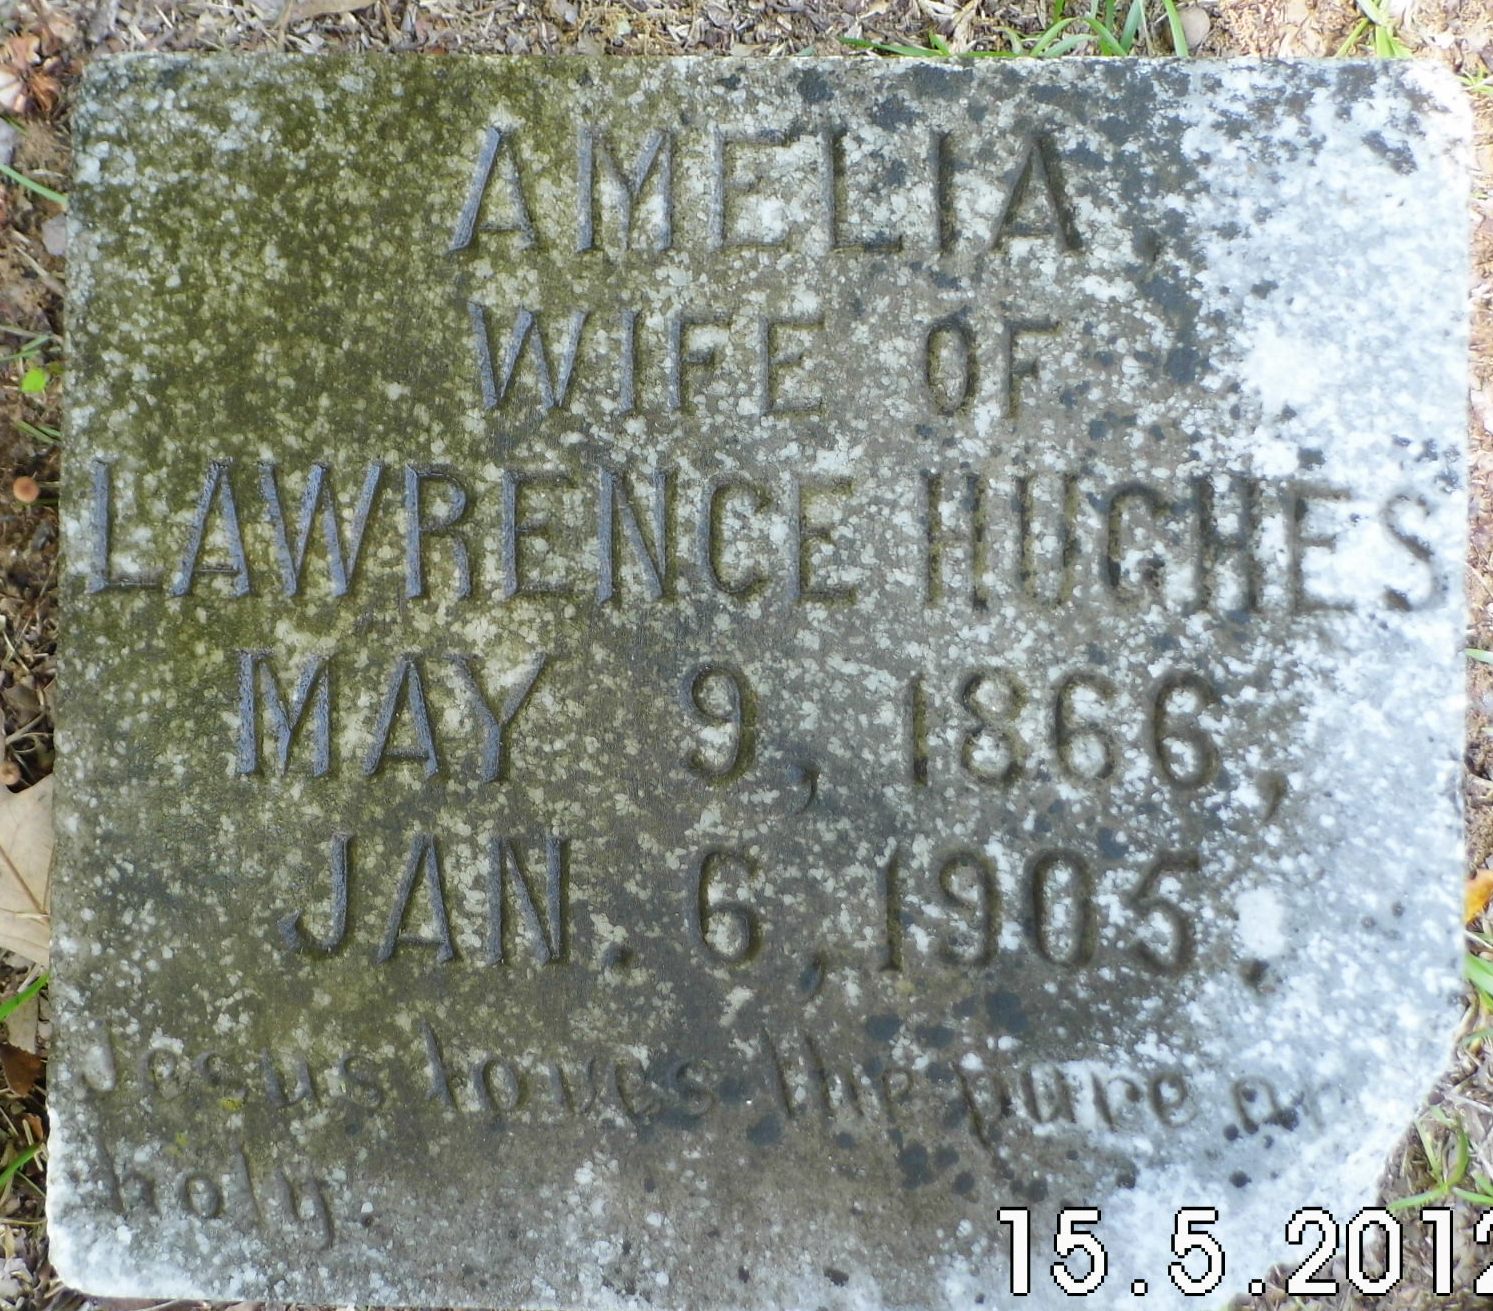 AMELIA,
WIFE OF
LAWRENCE HUGHES
MAY 9, 1866,
JAN. 6, 1905.
Jesus loves the pure an
holy
15.5.2012